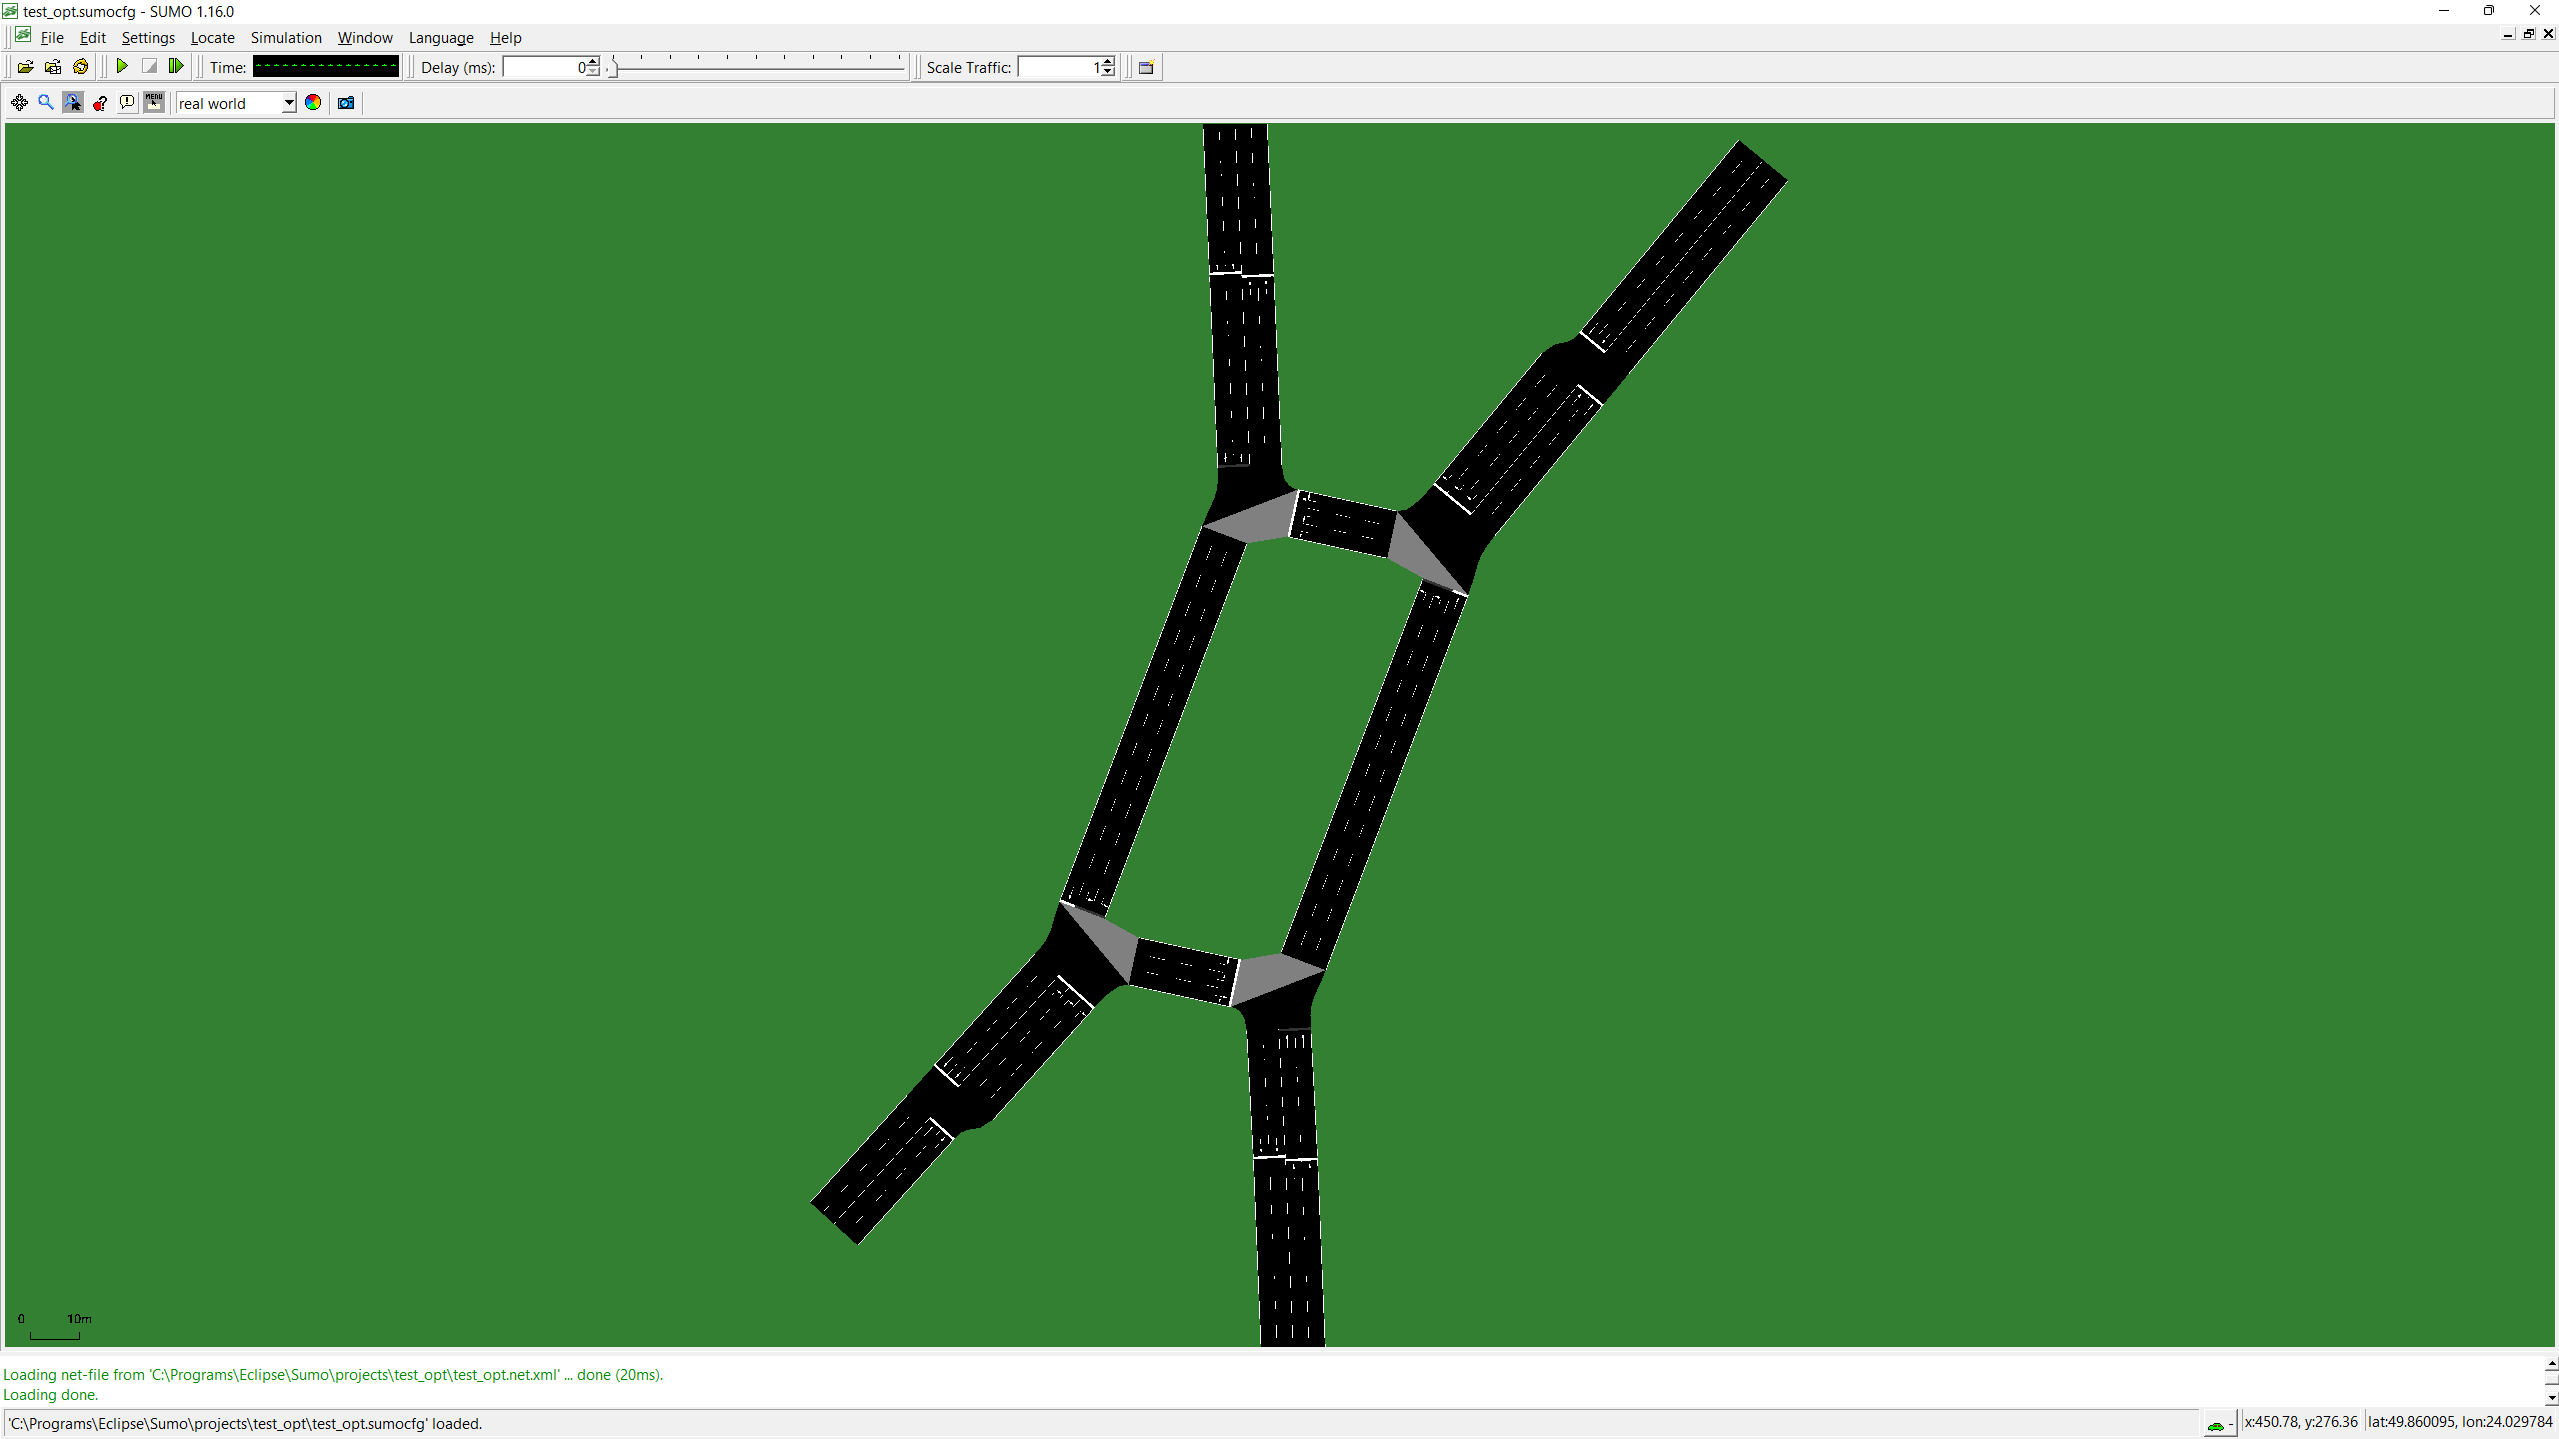 test_opt.sumocfg - SUMO 1.16.0
File Edit Settings Locate Simulation Window Language Help
Time: Delay (ms): 0 Scale Traffic: 1
MENU real world
0 10m
Loading net-file from 'C:\Programs\Eclipse\Sumo\projects\test_opt\test_opt.net.xml' ... done (20ms).
Loading done.
'C:\Programs\Eclipse\Sumo\projects\test_opt\test_opt.sumocfg' loaded. - x:450.78, y:276.36 lat:49.860095, lon:24.029784